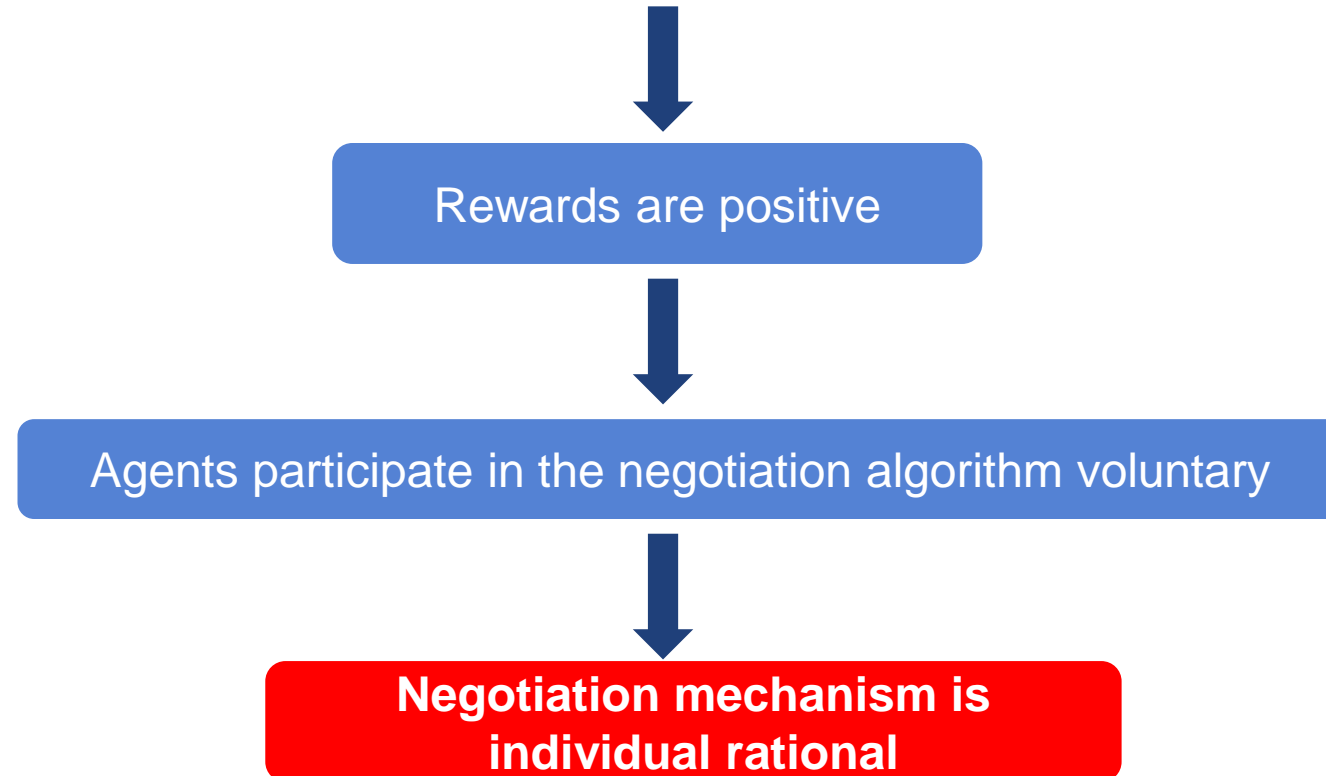 Rewards are positive
Agents participate in the negotiation algorithm voluntary
Negotiation mechanism is
individual rational